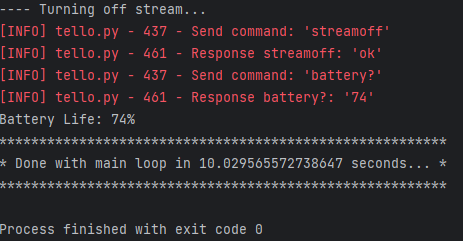 ---- Turning off stream...
[INFO] tello.py - 437 - Send command: 'streamoff'
[INFO] tello.py - 461 - Response streamoff: 'ok'
[INFO] tello.py - 437 - Send command: 'battery?'
[INFO] tello.py - 461 - Response battery?: '74'
Battery Life: 74%
********************************************************
* Done with main loop in 10.029565572738647 seconds... *
********************************************************
Process finished with exit code 0